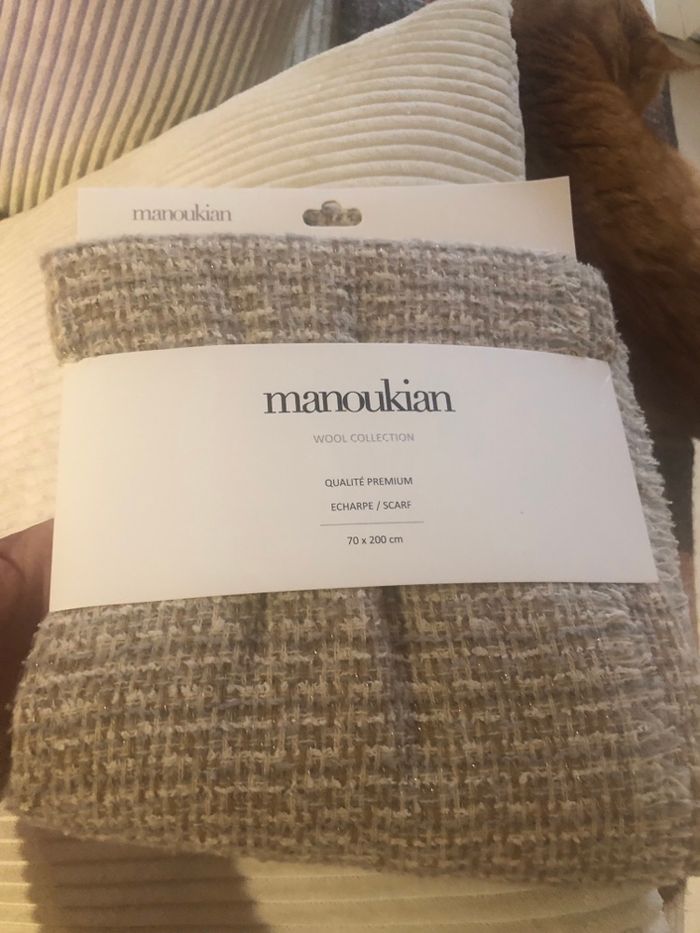 manoukian
manoukian
WOOL COLLECTION
QUALITÉ PREMIUM
ECHARPE / SCARF
70 x 200 cm